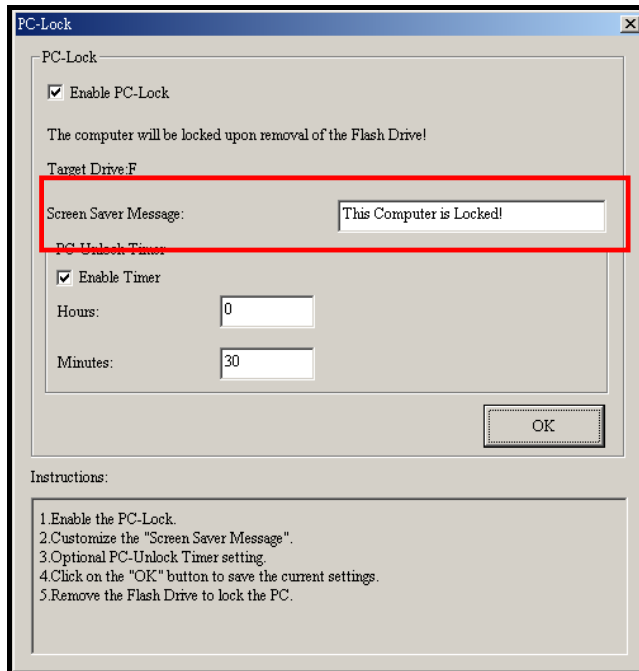 PC-Lock
PC-Lock
Enable PC-Lock
The computer will be locked upon removal of the Flash Drive!
Target Drive:F
Screen Saver Message: This Computer is Locked!
PC-Unlock Timer
Enable Timer
Hours: 0
Minutes: 30
OK
Instructions:
1.Enable the PC-Lock.
2.Customize the "Screen Saver Message".
3.Optional PC-Unlock Timer setting.
4.Click on the "OK" button to save the current settings.
5.Remove the Flash Drive to lock the PC.